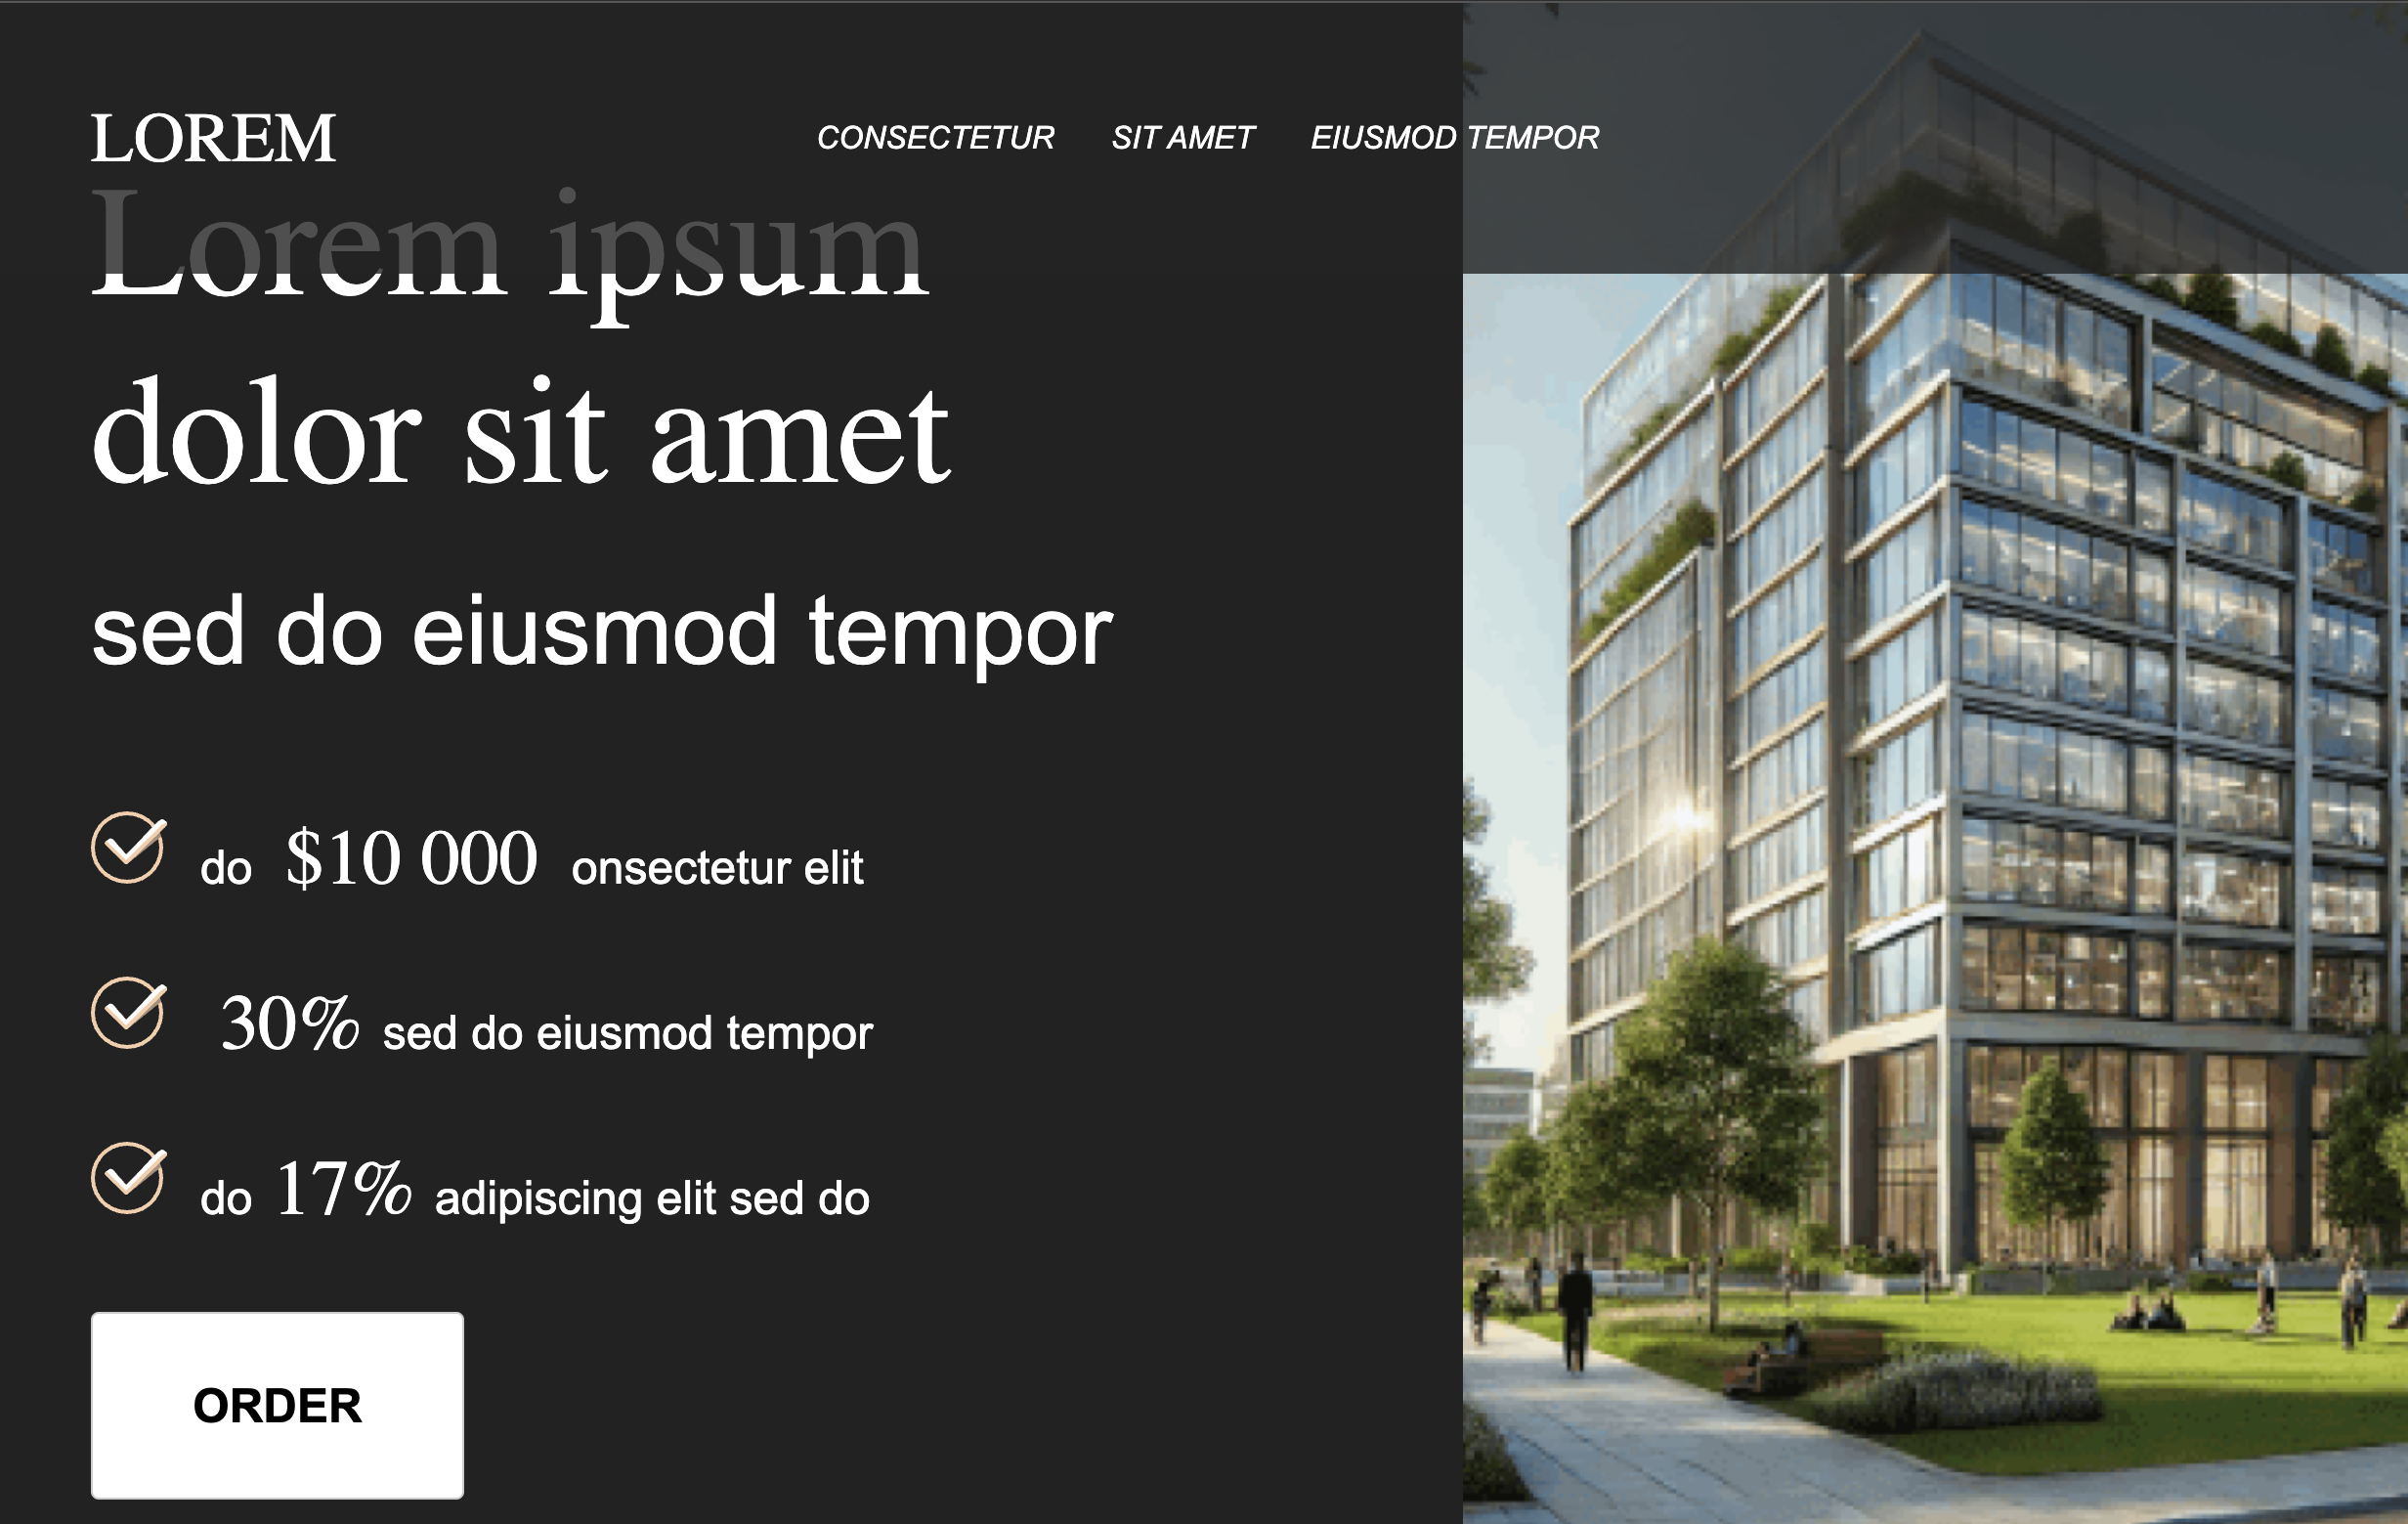 LOREM
CONSECTETUR SIT AMET EIUSMOD TEMPOR
Lorem ipsum
dolor sit amet
sed do eiusmod tempor
do $10 000 onsectetur elit
30% sed do eiusmod tempor
do 17% adipiscing elit sed do
ORDER